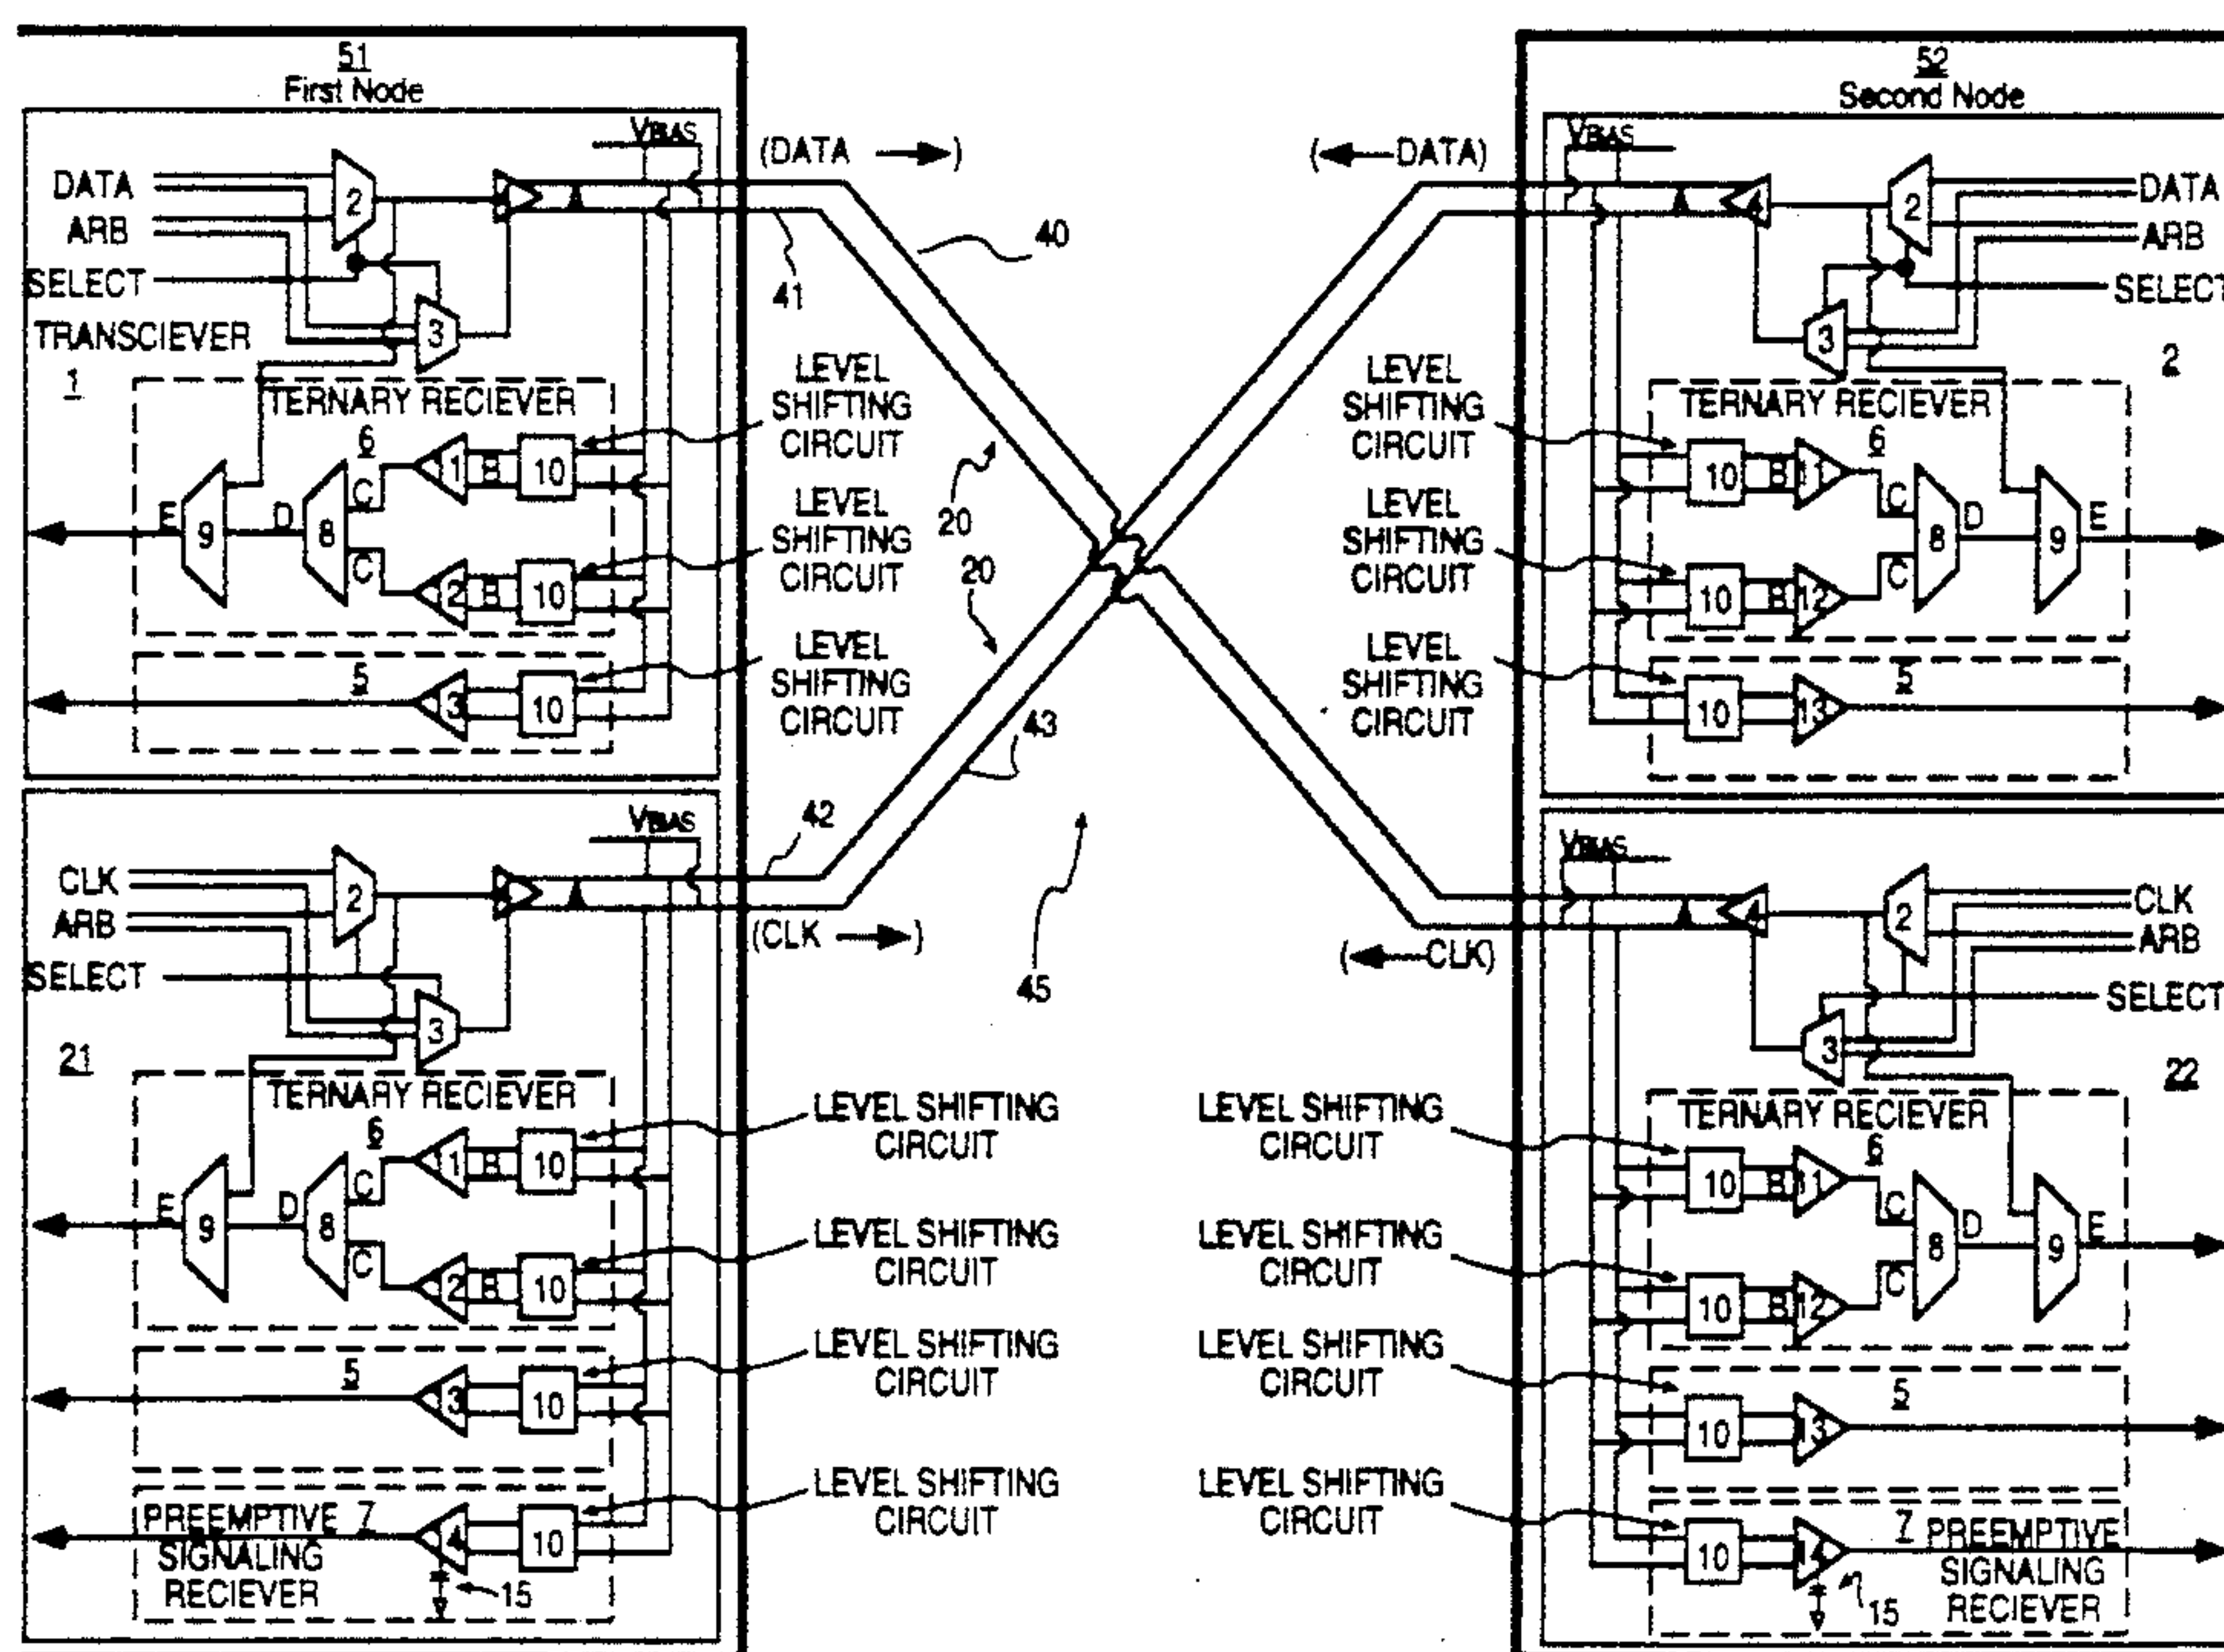 51
First Node
VBIAS
DATA
2
ARB
SELECT
3
TRANSCIEVER
1
TERNARY RECIEVER
6
1
B
10
C
E
9
D
8
C
2
B
10
5
3
10
(DATA → )
40
41
LEVEL
SHIFTING
CIRCUIT
LEVEL
SHIFTING
CIRCUIT
LEVEL
SHIFTING
CIRCUIT
20
20
43
42
45
(CLK → )
VBIAS
CLK
2
ARB
SELECT
3
21
TERNARY RECIEVER
6
1
B
10
C
E
9
D
8
C
2
B
10
5
3
10
PREEMPTIVE 7
SIGNALING
RECIEVER
4
10
15
LEVEL SHIFTING
CIRCUIT
LEVEL SHIFTING
CIRCUIT
LEVEL SHIFTING
CIRCUIT
LEVEL SHIFTING
CIRCUIT
52
Second Node
(←DATA)
VBIAS
4
2
DATA
ARB
SELECT
3
2
LEVEL
SHIFTING
CIRCUIT
LEVEL
SHIFTING
CIRCUIT
LEVEL
SHIFTING
CIRCUIT
TERNARY RECIEVER
6
10
B
11
C
8
D
9
E
10
B
12
C
5
10
13
(←CLK)
VBIAS
4
2
CLK
ARB
SELECT
3
22
LEVEL SHIFTING
CIRCUIT
LEVEL SHIFTING
CIRCUIT
LEVEL SHIFTING
CIRCUIT
LEVEL SHIFTING
CIRCUIT
TERNARY RECIEVER
6
10
B
11
C
8
D
9
E
10
B
12
C
5
10
13
10
14
7 PREEMPTIVE
SIGNALING
RECIEVER
15